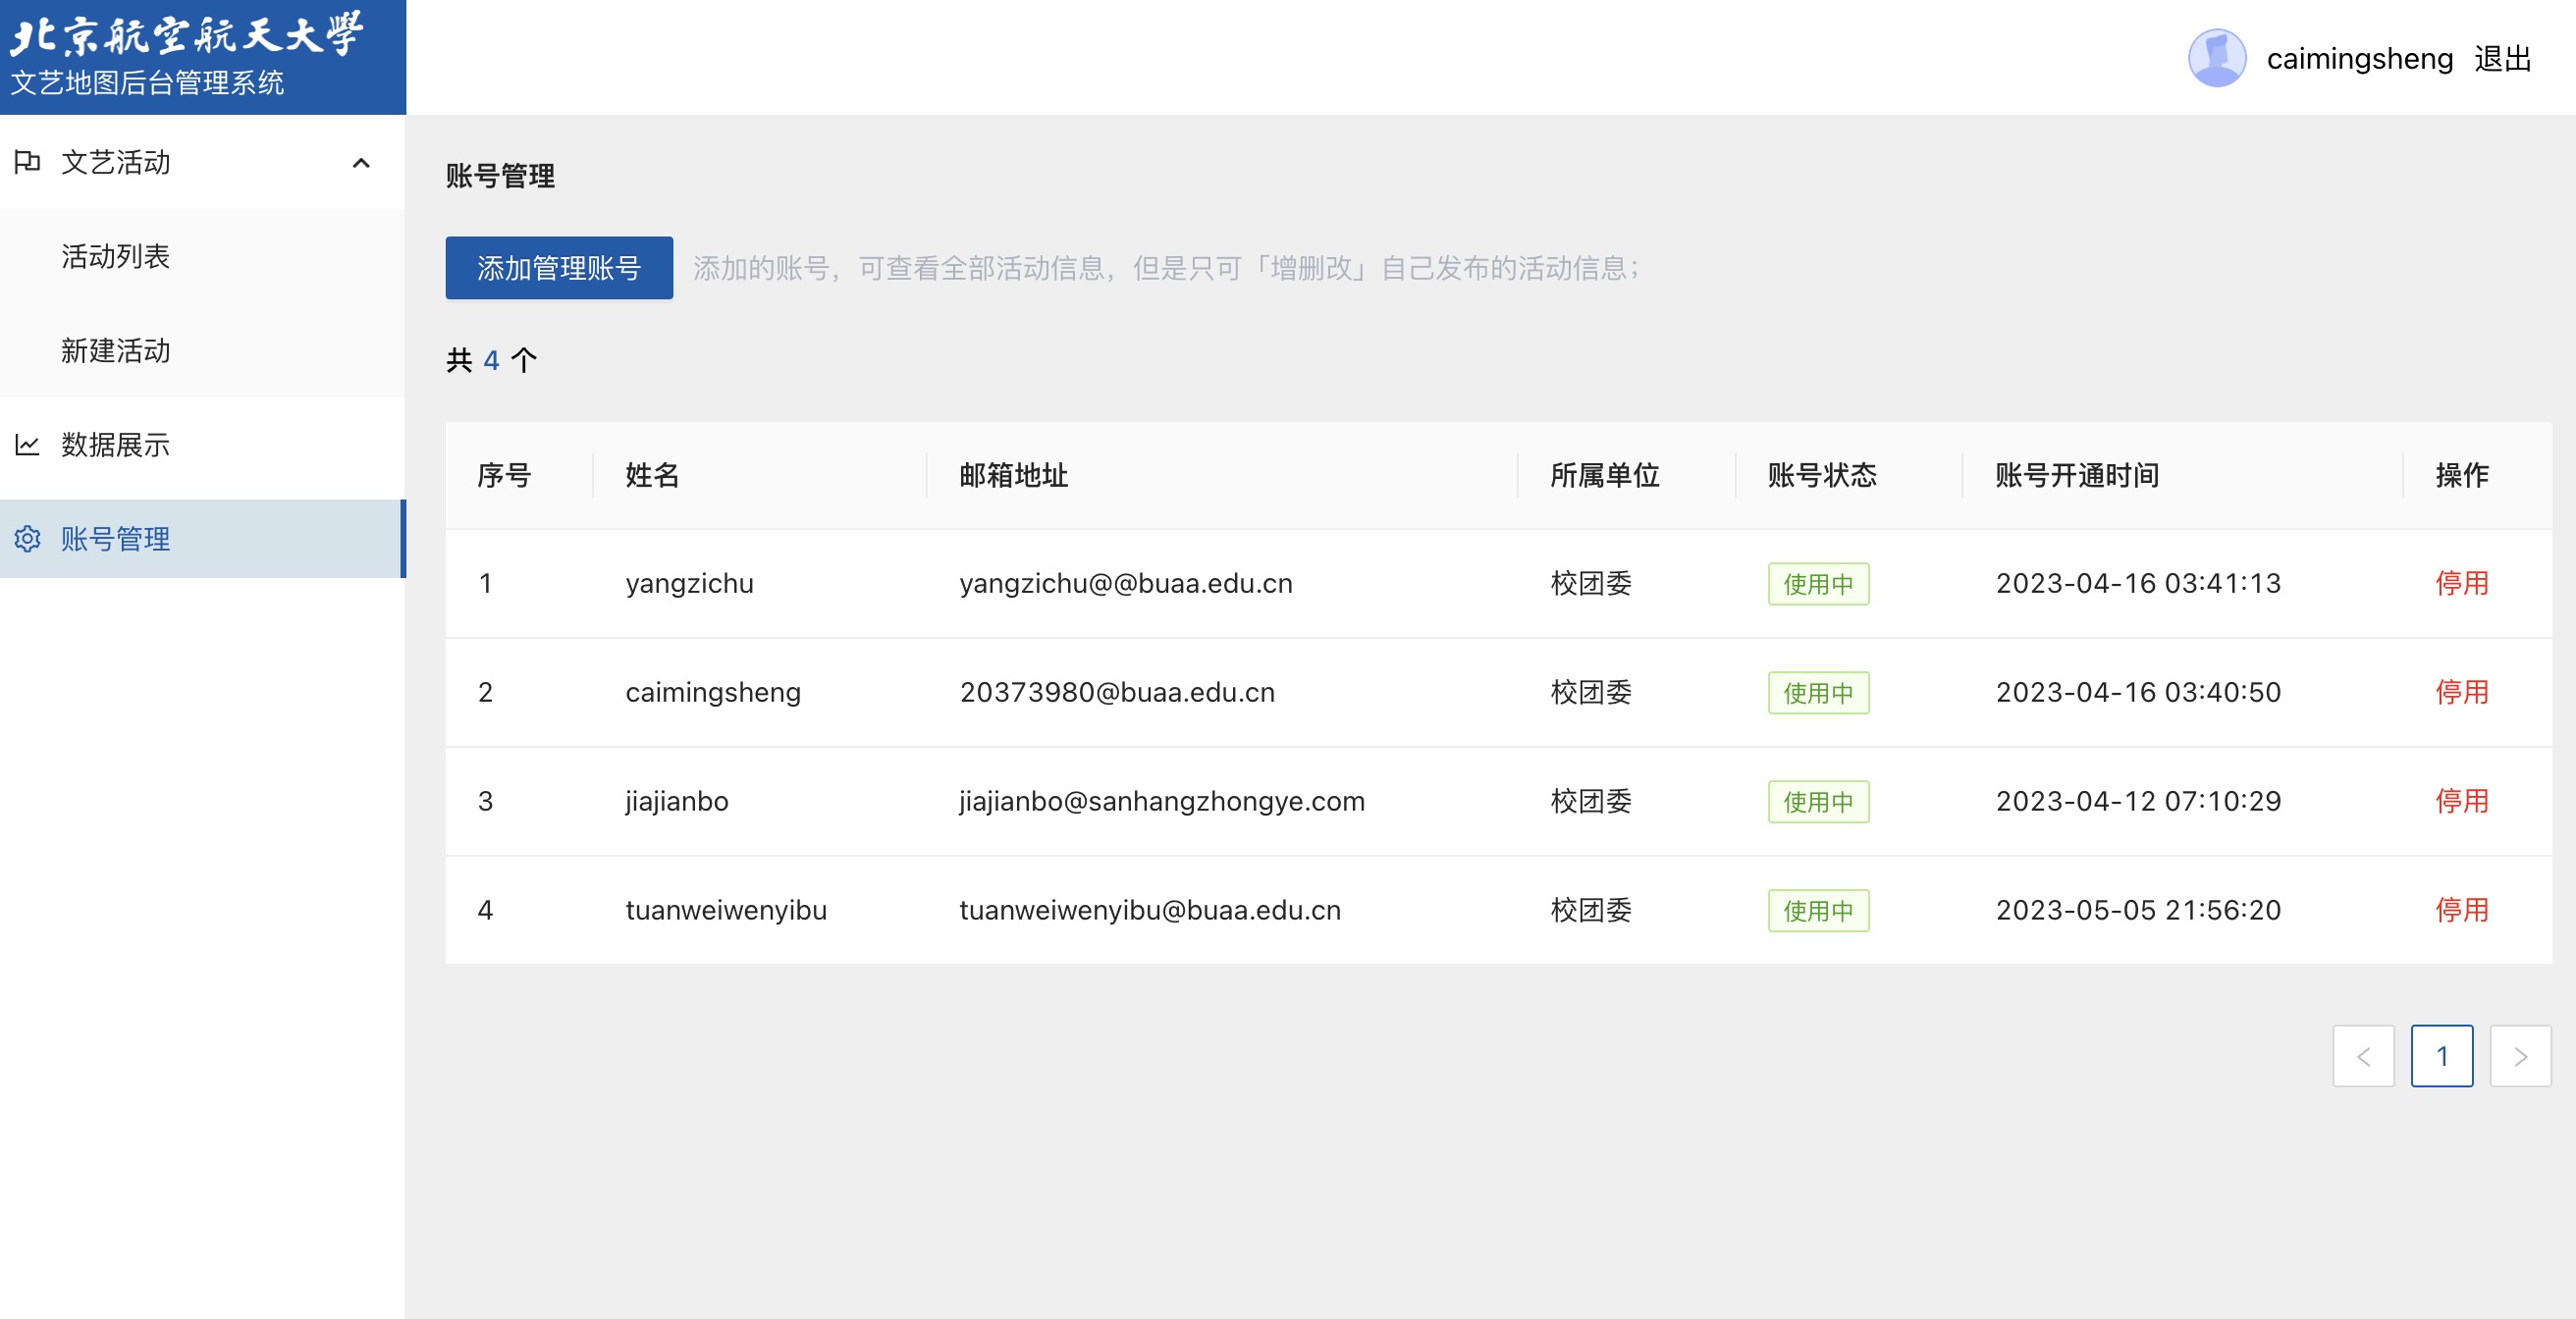 北京航空航天大學
文艺地图后台管理系统
caimingsheng 退出
文艺活动
活动列表
新建活动
数据展示
账号管理
账号管理
添加管理账号 添加的账号，可查看全部活动信息，但是只可「增删改」自己发布的活动信息；
共 4 个
序号 姓名 邮箱地址 所属单位 账号状态 账号开通时间 操作
1 yangzichu yangzichu@@buaa.edu.cn 校团委 使用中 2023-04-16 03:41:13 停用
2 caimingsheng 20373980@buaa.edu.cn 校团委 使用中 2023-04-16 03:40:50 停用
3 jiajianbo jiajianbo@sanhangzhongye.com 校团委 使用中 2023-04-12 07:10:29 停用
4 tuanweiwenyibu tuanweiwenyibu@buaa.edu.cn 校团委 使用中 2023-05-05 21:56:20 停用
< 1 >